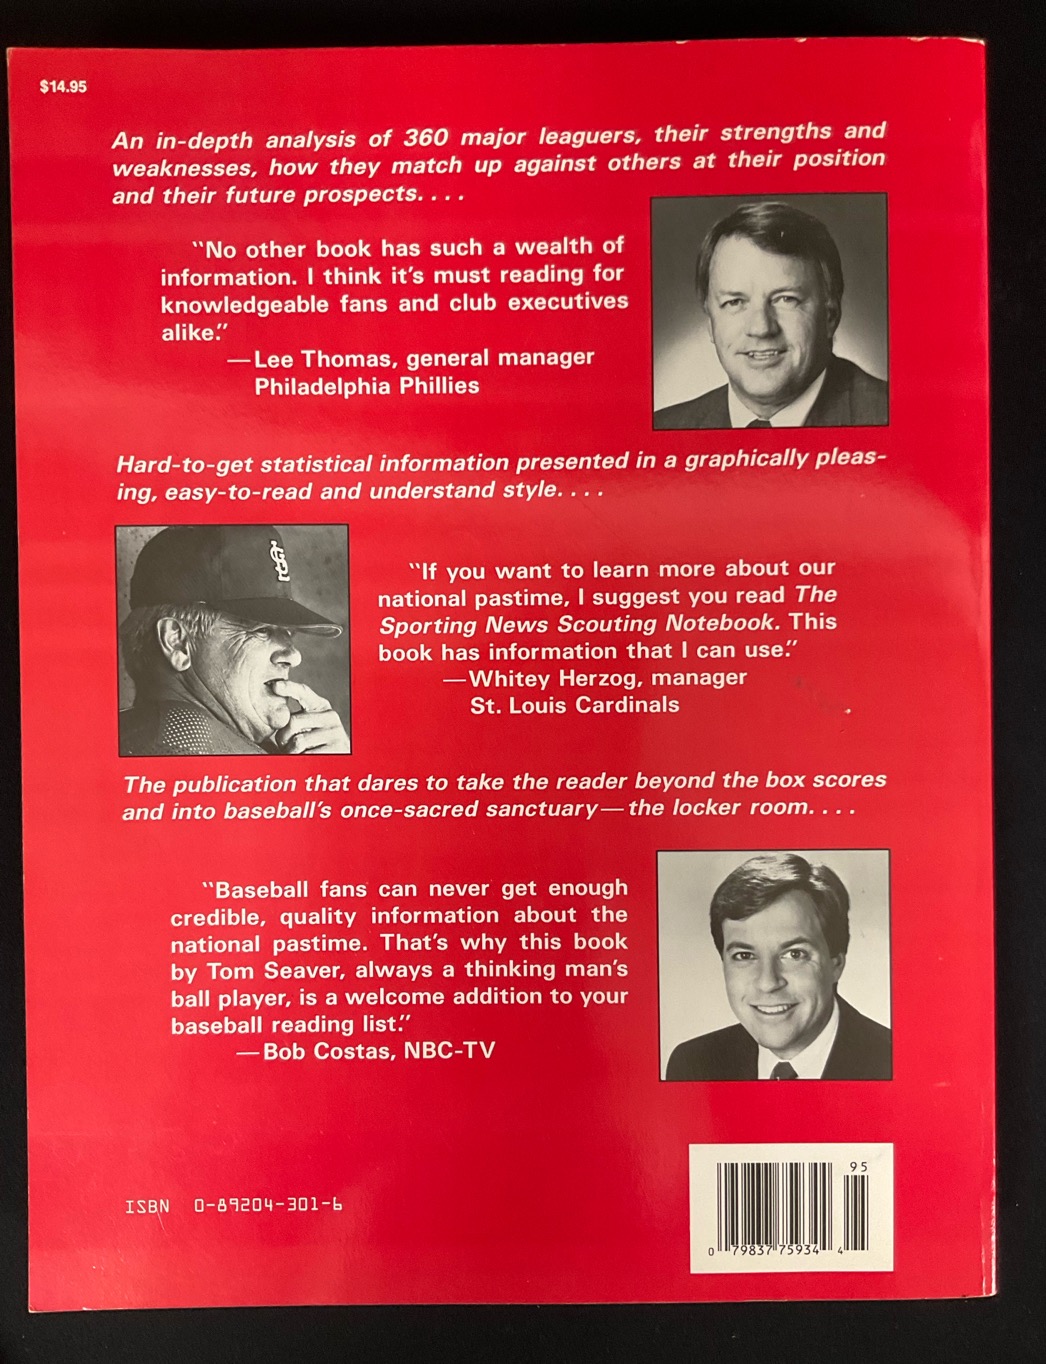 $14.95
An in-depth analysis of 360 major leaguers, their strengths and
weaknesses, how they match up against others at their position
and their future prospects. . . .
"No other book has such a wealth of
information. I think it's must reading for
knowledgeable fans and club executives
alike."
—Lee Thomas, general manager
Philadelphia Phillies
Hard-to-get statistical information presented in a graphically pleas-
ing, easy-to-read and understand style. . . .
StL
"If you want to learn more about our
national pastime, I suggest you read The
Sporting News Scouting Notebook. This
book has information that I can use."
—Whitey Herzog, manager
St. Louis Cardinals
The publication that dares to take the reader beyond the box scores
and into baseball's once-sacred sanctuary—the locker room. . . .
"Baseball fans can never get enough
credible, quality information about the
national pastime. That's why this book
by Tom Seaver, always a thinking man's
ball player, is a welcome addition to your
baseball reading list."
—Bob Costas, NBC-TV
ISBN 0-89204-301-6
95
0 79837 75934 4